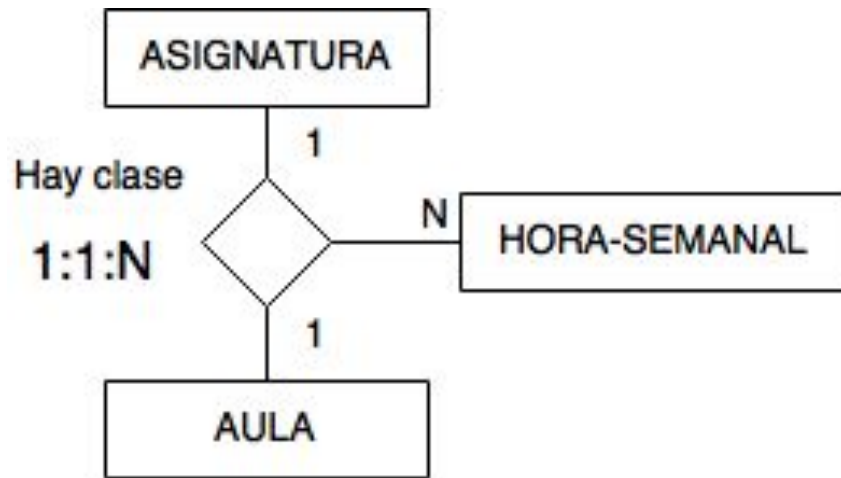 ASIGNATURA
1
Hay clase
N
HORA-SEMANAL
1:1:N
1
AULA